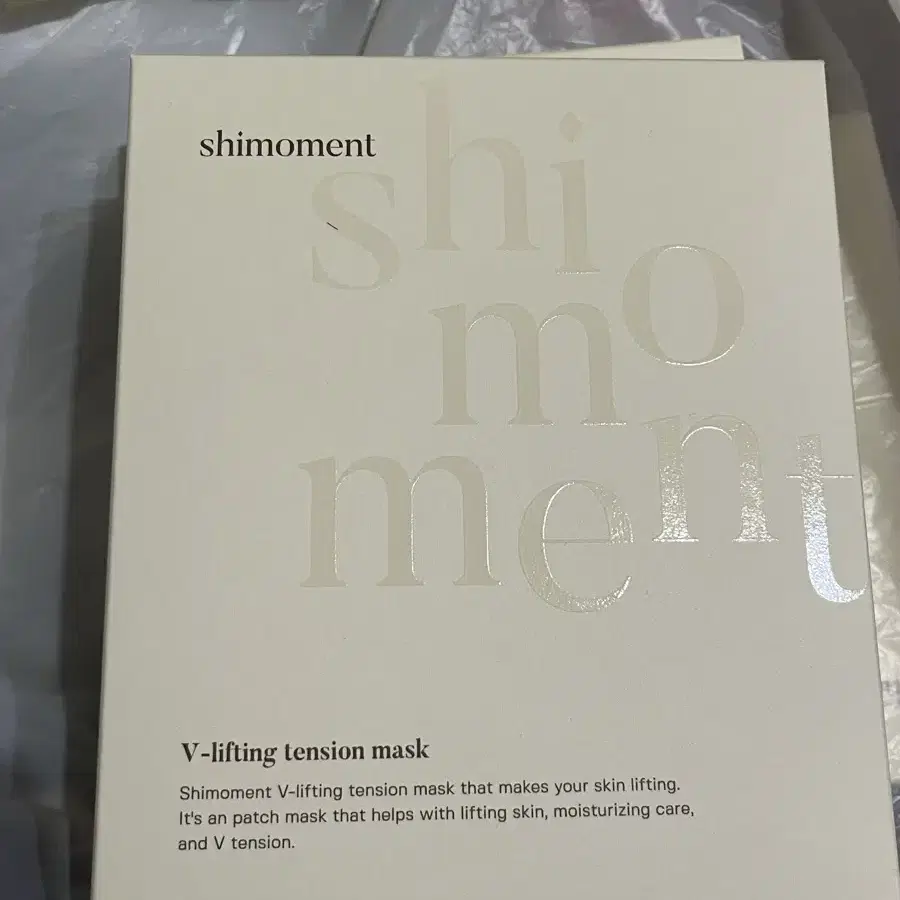 shimoment
shi
mo
ment
V-lifting tension mask
Shimoment V-lifting tension mask that makes your skin lifting.
It's an patch mask that helps with lifting skin, moisturizing care,
and V tension.